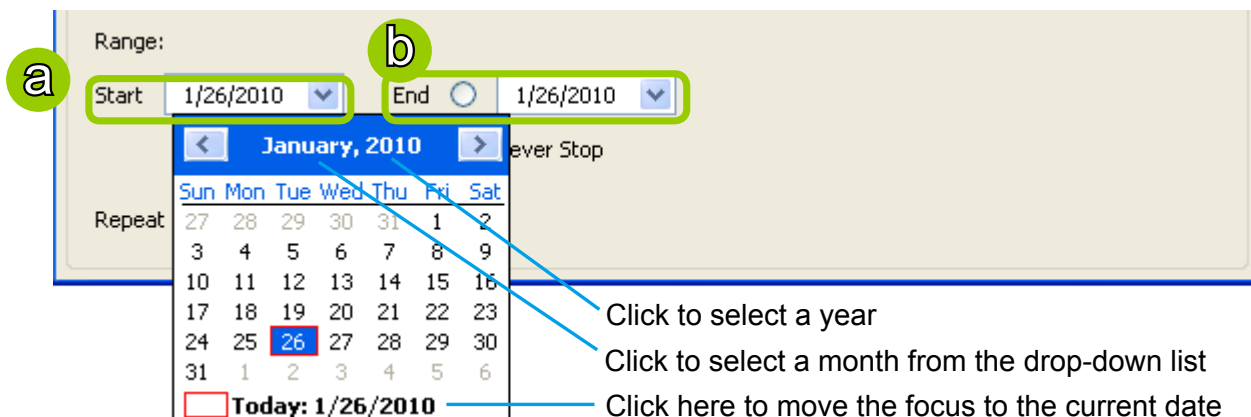 Range:
a
b
Start 1/26/2010 End 1/26/2010
January, 2010
ever Stop
Sun Mon Tue Wed Thu Fri Sat
Repeat 27 28 29 30 31 1 2
3 4 5 6 7 8 9
10 11 12 13 14 15 16
17 18 19 20 21 22 23
Click to select a year
24 25 26 27 28 29 30
Click to select a month from the drop-down list
31 1 2 3 4 5 6
Today: 1/26/2010
Click here to move the focus to the current date